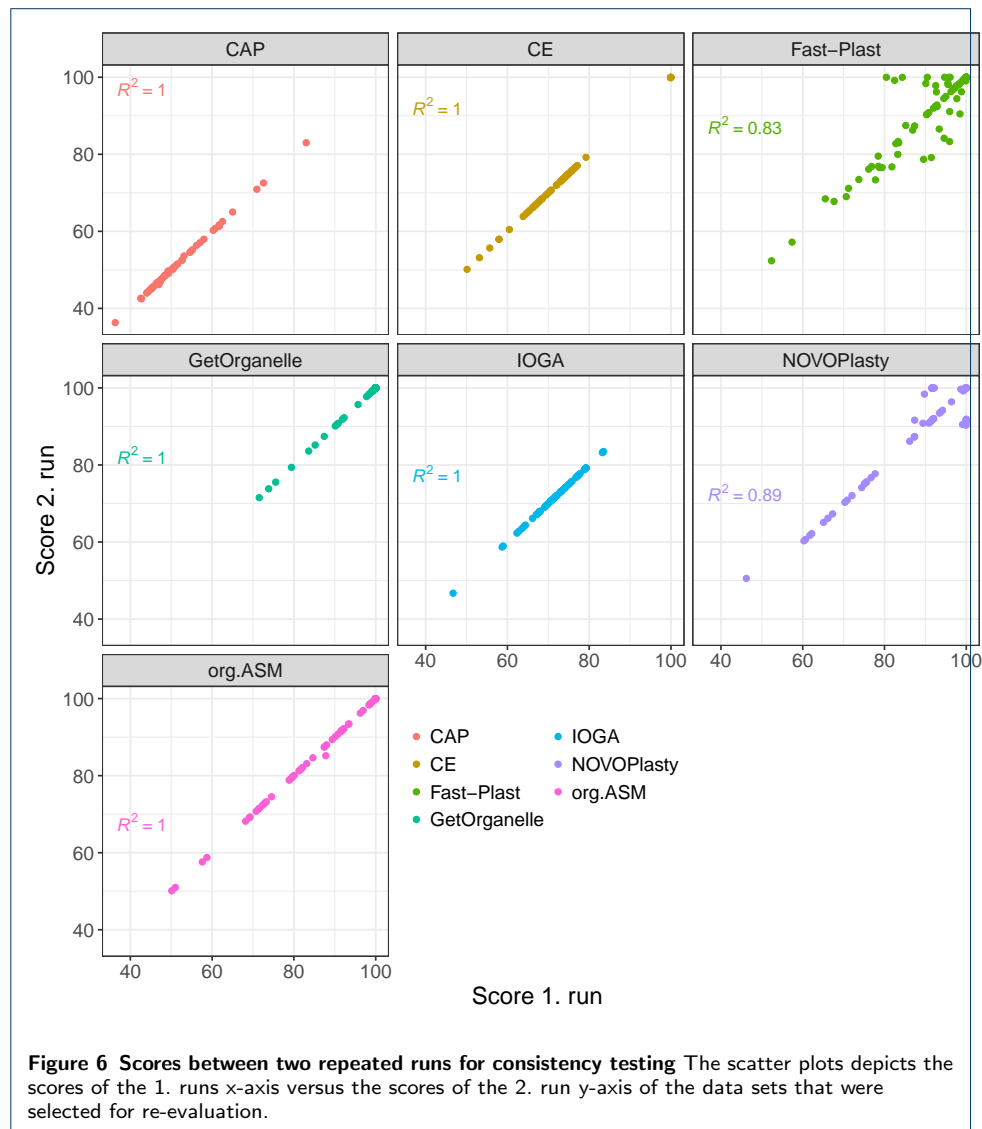 CAP
CE
Fast−Plast
R² = 1
R² = 1
R² = 0.83
100
80
60
40
GetOrganelle
IOGA
NOVOPlasty
R² = 1
R² = 1
R² = 0.89
100
80
60
40
40 60 80 100
40 60 80 100
org.ASM
R² = 1
100
80
60
40
40 60 80 100
Score 2. run
Score 1. run
CAP
CE
Fast−Plast
GetOrganelle
IOGA
NOVOPlasty
org.ASM
Figure 6 Scores between two repeated runs for consistency testing The scatter plots depicts the
scores of the 1. runs x-axis versus the scores of the 2. run y-axis of the data sets that were
selected for re-evaluation.